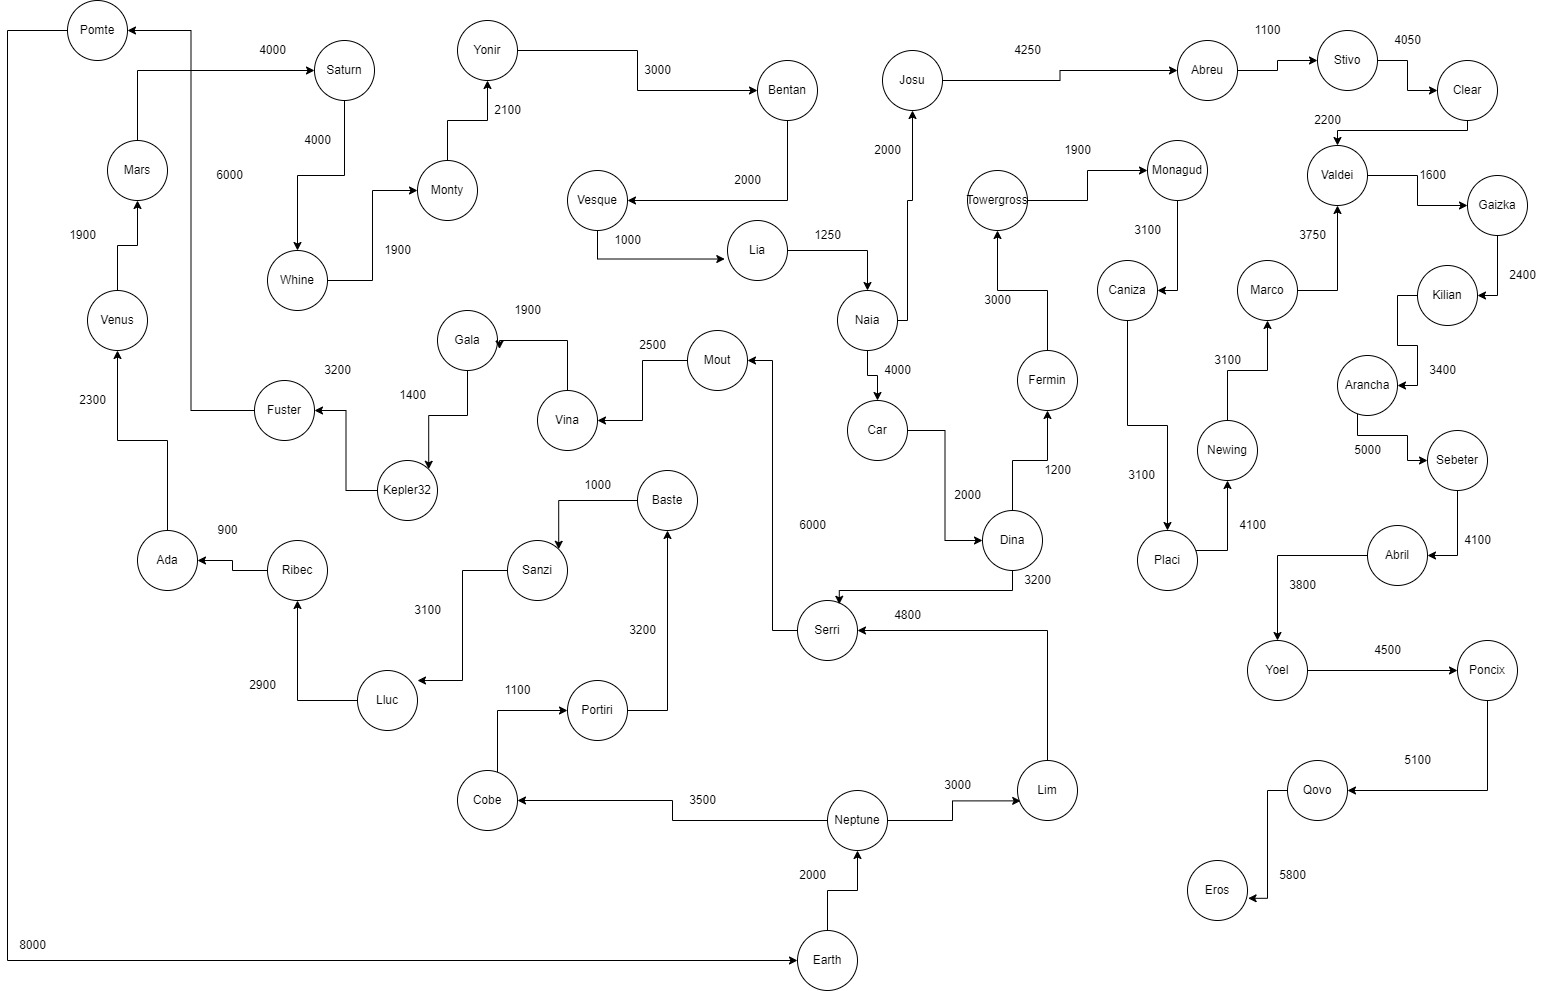 Pomte
4000
Saturn
Yonir
3000
Bentan
Josu
4250
Abreu
1100
Stivo
4050
Clear
Mars
6000
4000
2100
Monty
1900
Vesque
2000
1000
Lia
1250
2000
Towergross
1900
Monagud
3100
2200
Valdei
1600
Gaizka
1900
Whine
Venus
Gala
1900
Mout
2500
Naia
4000
3000
Fermin
Caniza
Marco
3750
Kilian
2400
3400
Arancha
2300
Fuster
3200
1400
Vina
Car
Newing
3100
5000
Sebeter
Kepler32
Baste
1000
2000
1200
3100
4100
Ada
900
Ribec
Sanzi
6000
Dina
Placi
Abril
4100
3100
3200
Serri
3200
4800
3800
Lluc
2900
Portiri
1100
Yoel
4500
Poncix
Cobe
3500
Neptune
3000
Lim
Qovo
5100
2000
Eros
5800
8000
Earth